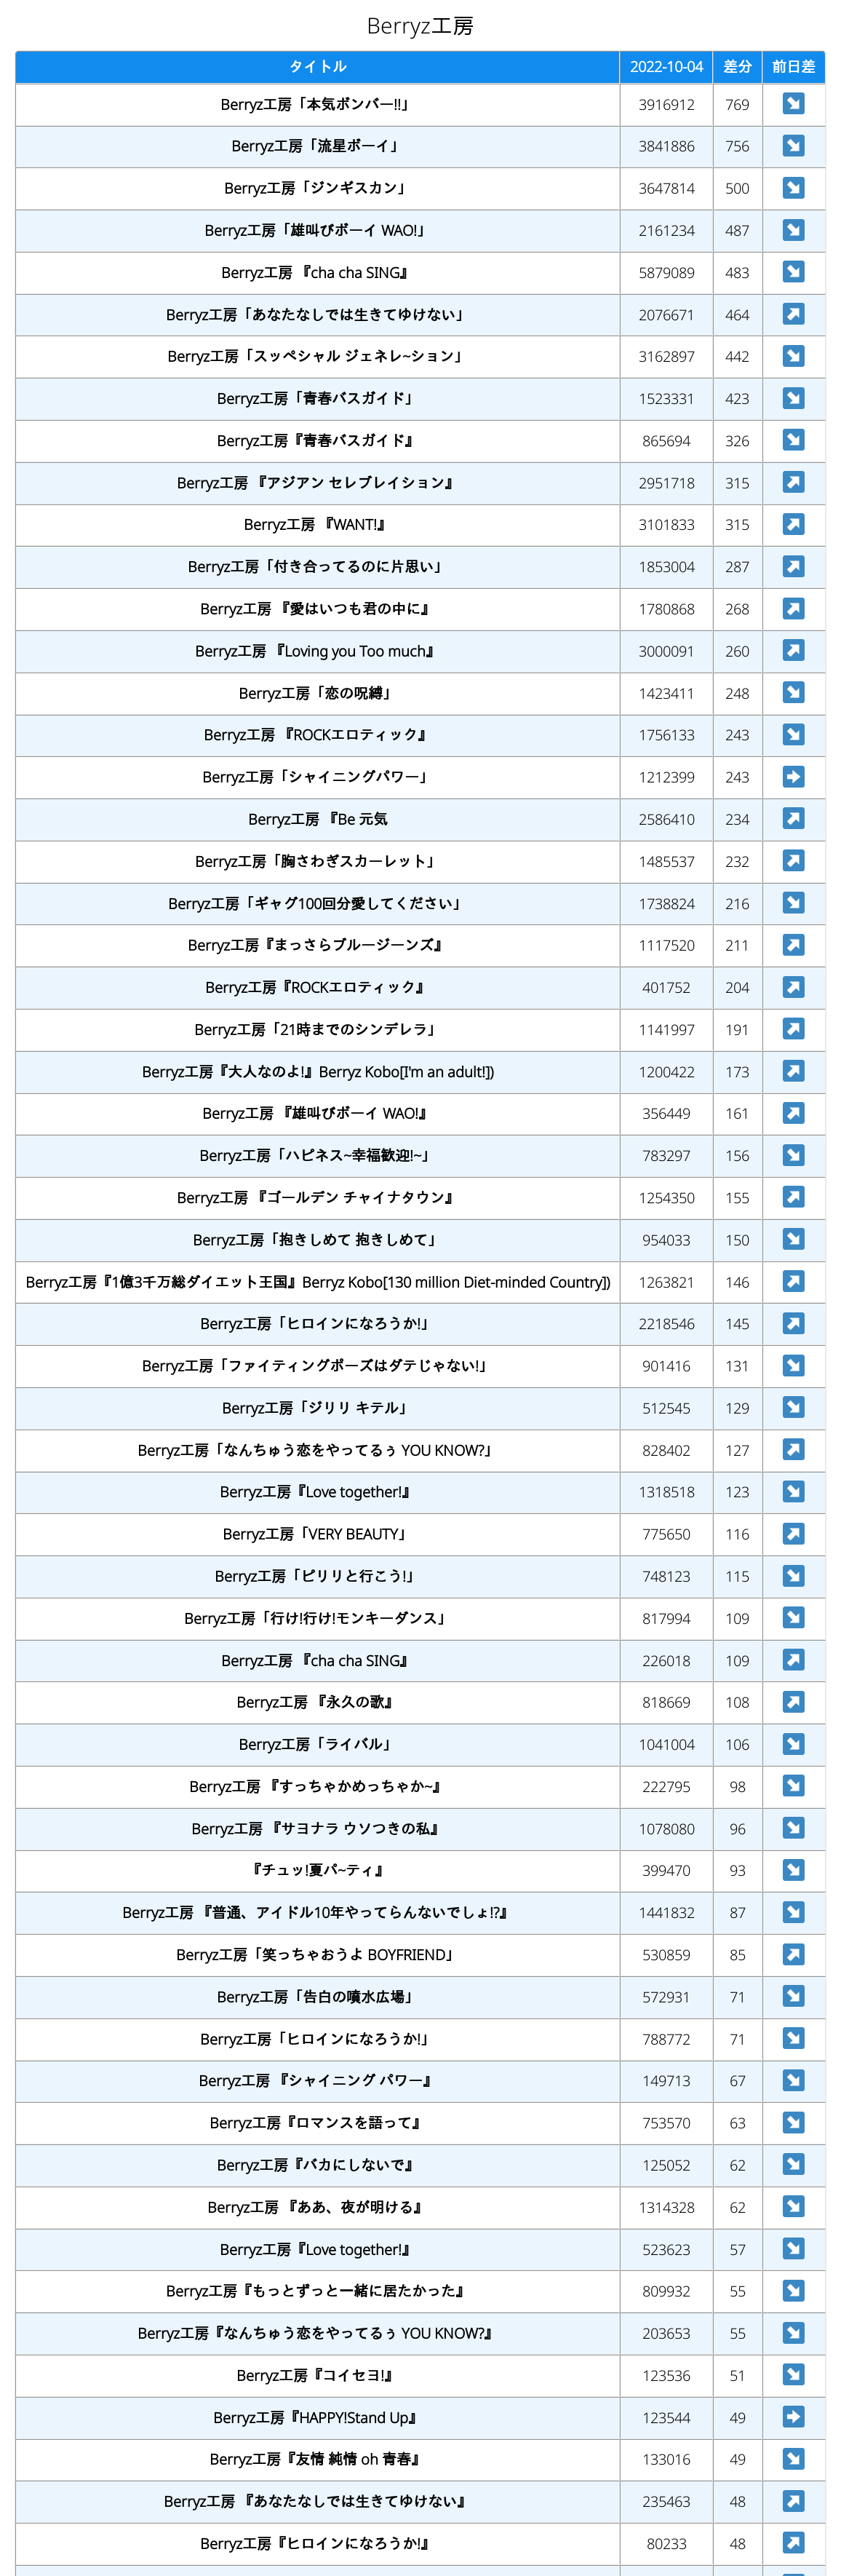 Berryz工房
タイトル 2022-10-04 差分 前日差
Berryz工房「本気ボンバー!!」 3916912 769
Berryz工房「流星ボーイ」 3841886 756
Berryz工房「ジンギスカン」 3647814 500
Berryz工房「雄叫びボーイ WAO!」 2161234 487
Berryz工房 『cha cha SING』 5879089 483
Berryz工房「あなたなしでは生きてゆけない」 2076671 464
Berryz工房「スッペシャル ジェネレ~ション」 3162897 442
Berryz工房「青春バスガイド」 1523331 423
Berryz工房『青春バスガイド』 865694 326
Berryz工房 『アジアン セレブレイション』 2951718 315
Berryz工房 『WANT!』 3101833 315
Berryz工房「付き合ってるのに片思い」 1853004 287
Berryz工房 『愛はいつも君の中に』 1780868 268
Berryz工房 『Loving you Too much』 3000091 260
Berryz工房「恋の呪縛」 1423411 248
Berryz工房 『ROCKエロティック』 1756133 243
Berryz工房「シャイニングパワー」 1212399 243
Berryz工房 『Be 元気 2586410 234
Berryz工房「胸さわぎスカーレット」 1485537 232
Berryz工房「ギャグ100回分愛してください」 1738824 216
Berryz工房『まっさらブルージーンズ』 1117520 211
Berryz工房『ROCKエロティック』 401752 204
Berryz工房「21時までのシンデレラ」 1141997 191
Berryz工房『大人なのよ!』Berryz Kobo[I'm an adult!]) 1200422 173
Berryz工房 『雄叫びボーイ WAO!』 356449 161
Berryz工房「ハピネス~幸福歓迎!~」 783297 156
Berryz工房 『ゴールデン チャイナタウン』 1254350 155
Berryz工房「抱きしめて 抱きしめて」 954033 150
Berryz工房『1億3千万総ダイエット王国』Berryz Kobo[130 million Diet-minded Country]) 1263821 146
Berryz工房「ヒロインになろうか!」 2218546 145
Berryz工房「ファイティングポーズはダテじゃない!」 901416 131
Berryz工房「ジリリ キテル」 512545 129
Berryz工房「なんちゅう恋をやってるぅ YOU KNOW?」 828402 127
Berryz工房『Love together!』 1318518 123
Berryz工房「VERY BEAUTY」 775650 116
Berryz工房「ピリリと行こう!」 748123 115
Berryz工房「行け!行け!モンキーダンス」 817994 109
Berryz工房 『cha cha SING』 226018 109
Berryz工房 『永久の歌』 818669 108
Berryz工房「ライバル」 1041004 106
Berryz工房 『すっちゃかめっちゃか~』 222795 98
Berryz工房 『サヨナラ ウソつきの私』 1078080 96
『チュッ!夏パ~ティ』 399470 93
Berryz工房 『普通、アイドル10年やってらんないでしょ!?』 1441832 87
Berryz工房「笑っちゃおうよ BOYFRIEND」 530859 85
Berryz工房「告白の噴水広場」 572931 71
Berryz工房「ヒロインになろうか!」 788772 71
Berryz工房 『シャイニング パワー』 149713 67
Berryz工房『ロマンスを語って』 753570 63
Berryz工房『バカにしないで』 125052 62
Berryz工房 『ああ、夜が明ける』 1314328 62
Berryz工房『Love together!』 523623 57
Berryz工房『もっとずっと一緒に居たかった』 809932 55
Berryz工房『なんちゅう恋をやってるぅ YOU KNOW?』 203653 55
Berryz工房『コイセヨ!』 123536 51
Berryz工房『HAPPY!Stand Up』 123544 49
Berryz工房『友情 純情 oh 青春』 133016 49
Berryz工房 『あなたなしでは生きてゆけない』 235463 48
Berryz工房『ヒロインになろうか!』 80233 48